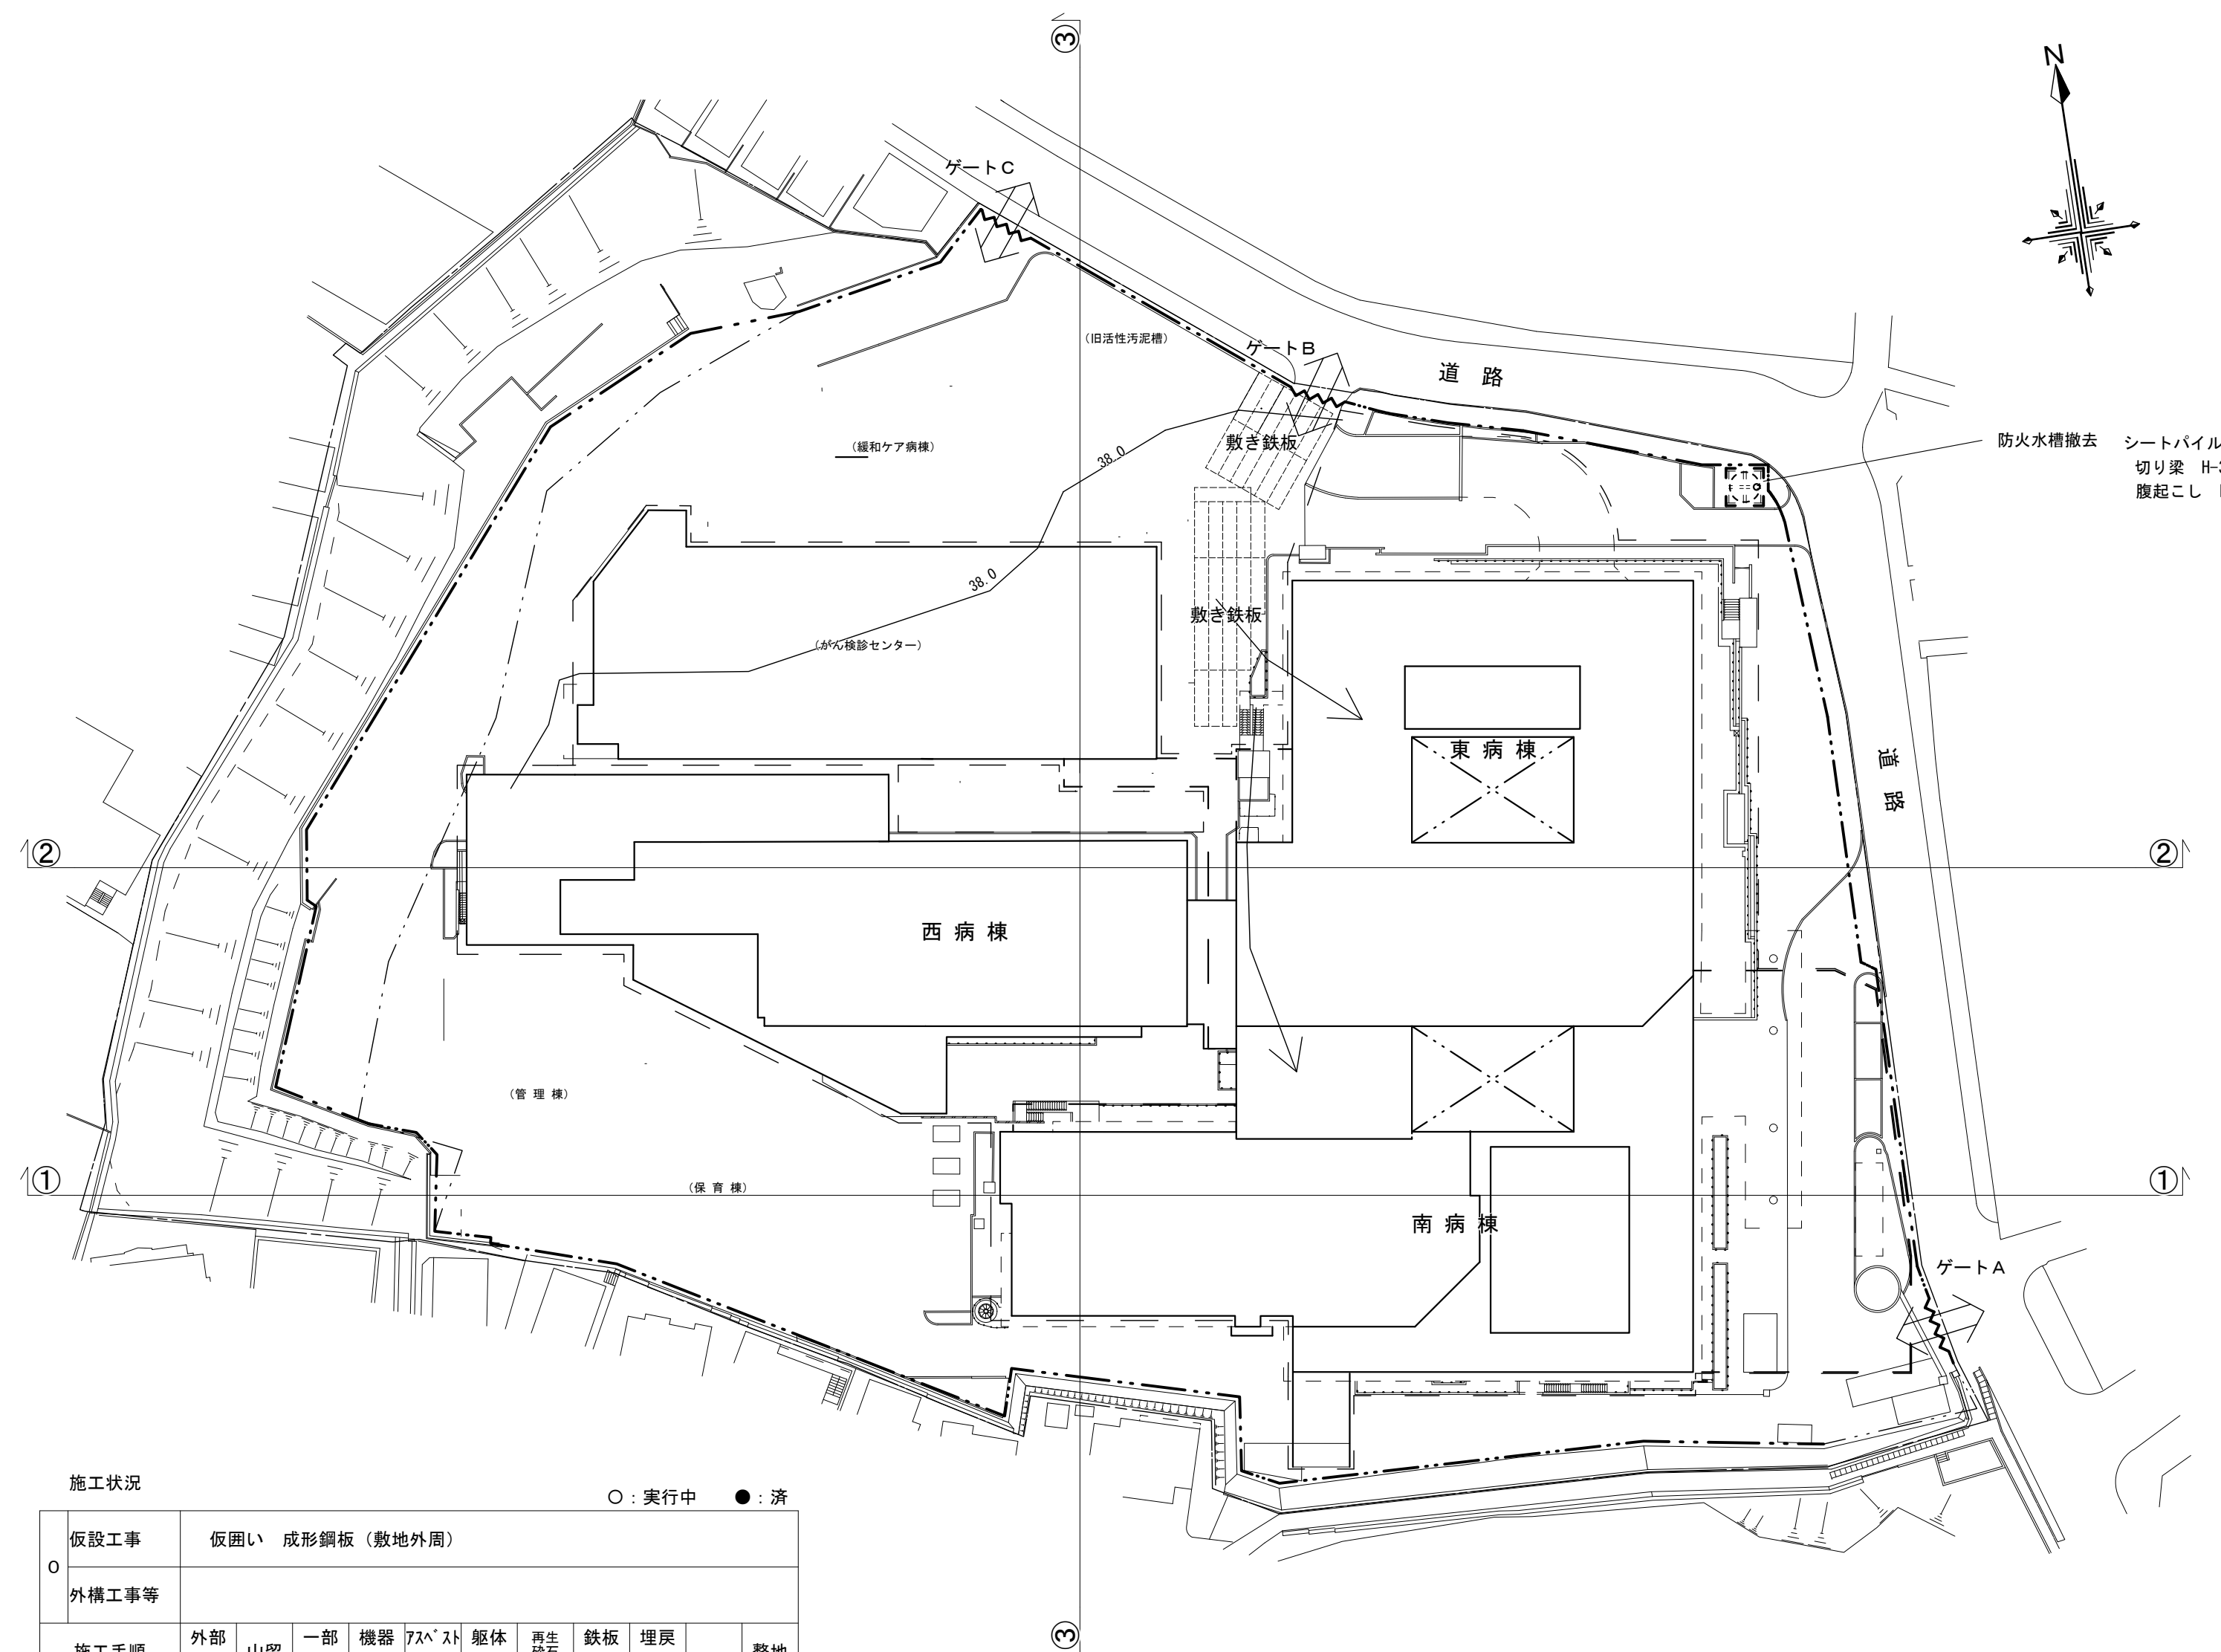 ③
N
ゲートC
(旧活性汚泥槽)
ゲートB
道 路
防火水槽撤去
シートパイル
切り梁 H-3
腹起こし
(緩和ケア病棟)
敷き鉄板
38.0
38.0
敷き鉄板
(がん検診センター)
東 病 棟
道 路
②
②
西 病 棟
(管 理 棟)
①
(保 育 棟)
①
南 病 棟
ゲートA
施工状況
○ : 実行中 ● : 済
0
仮設工事
仮囲い 成形鋼板 (敷地外周)
外構工事等
③
施工手順
外部
山留
一部
機器
アスベスト
躯体
再生
砕石
鉄板
埋戻
整地